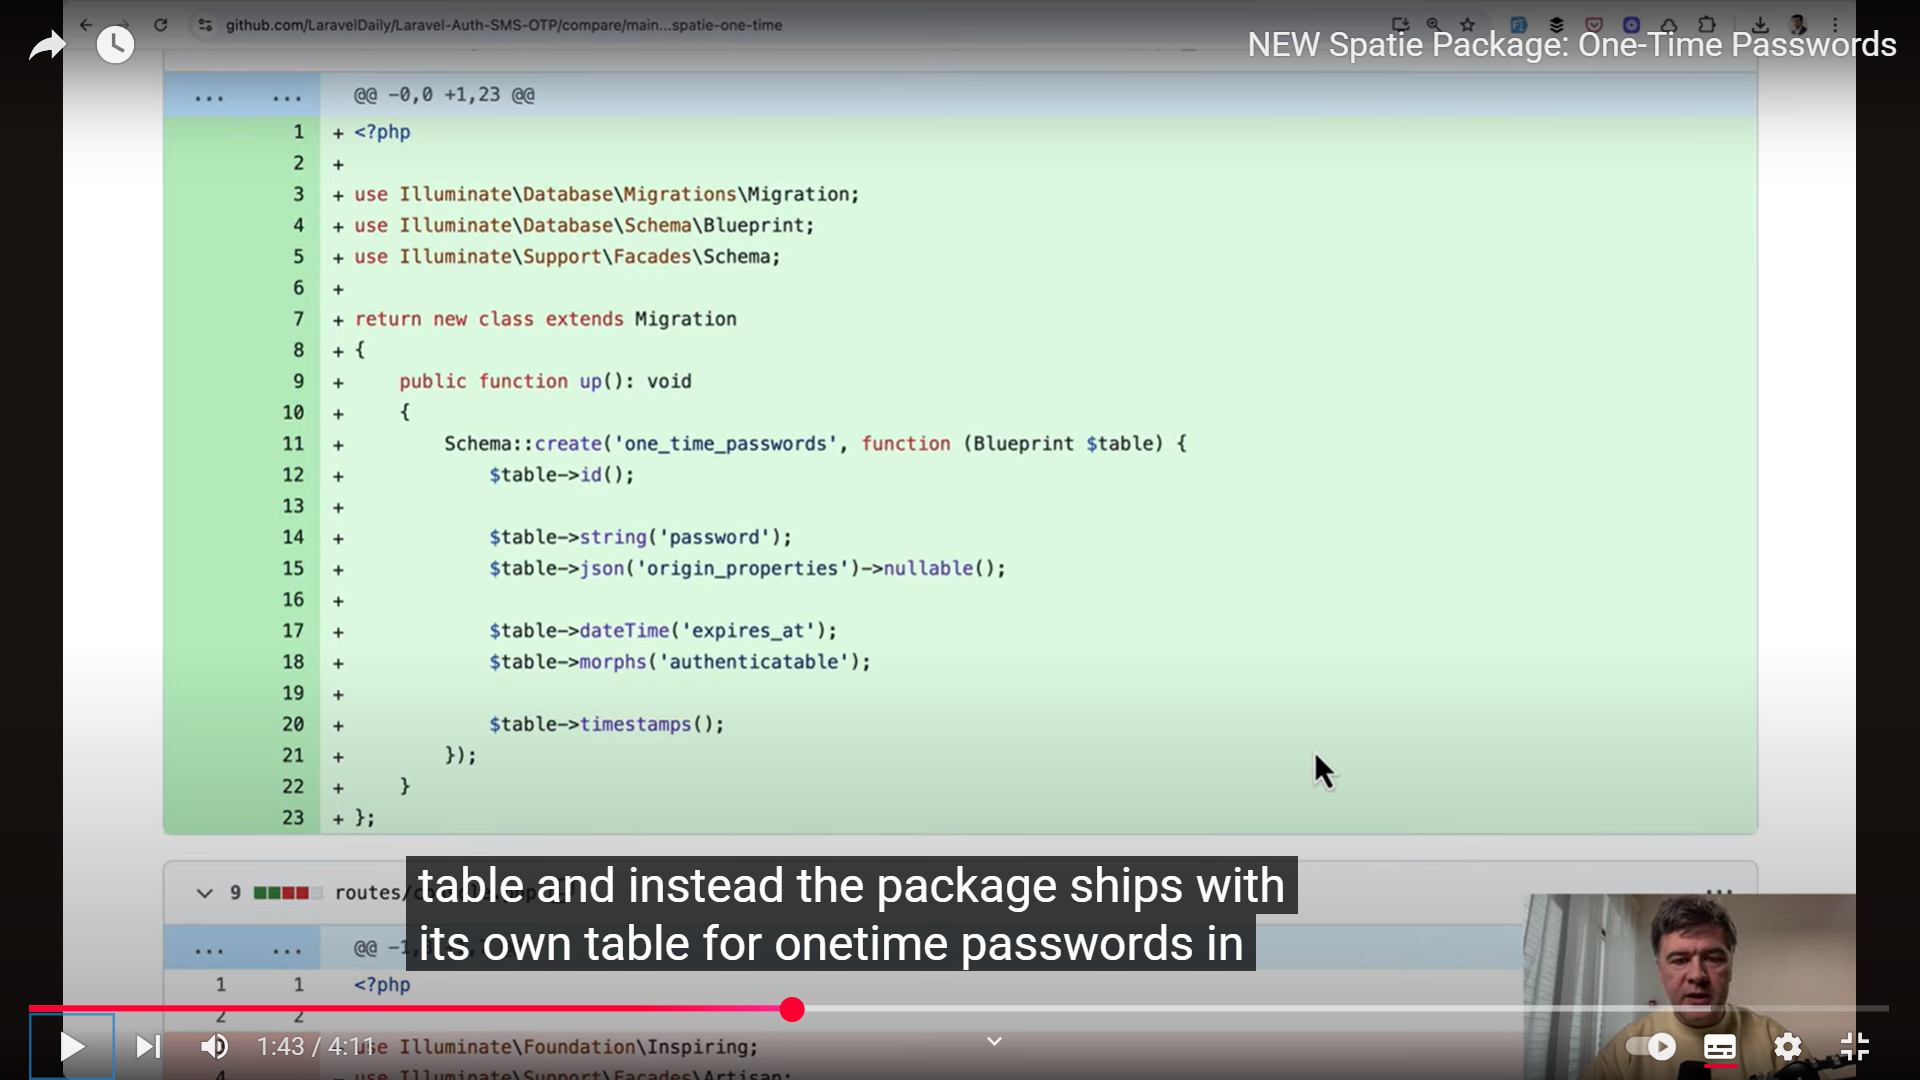 github.com/LaravelDaily/Laravel-Auth-SMS-OTP/compare/main...spatie-one-time
NEW Spatie Package: One-Time Passwords
... ... @@ -0,0 +1,23 @@
1 + <?php
2 +
3 + use Illuminate\Database\Migrations\Migration;
4 + use Illuminate\Database\Schema\Blueprint;
5 + use Illuminate\Support\Facades\Schema;
6 +
7 + return new class extends Migration
8 + {
9 + public function up(): void
10 + {
11 + Schema::create('one_time_passwords', function (Blueprint $table) {
12 + $table->id();
13 +
14 + $table->string('password');
15 + $table->json('origin_properties')->nullable();
16 +
17 + $table->dateTime('expires_at');
18 + $table->morphs('authenticatable');
19 +
20 + $table->timestamps();
21 + });
22 + }
23 + };
9 routes/
table and instead the package ships with
its own table for onetime passwords in
... ... @@ -1
1 1 <?php
2 2
1:43 / 4:11
use Illuminate\Foundation\Inspiring;
4 - use Illuminate\Support\Facades\Artisan;